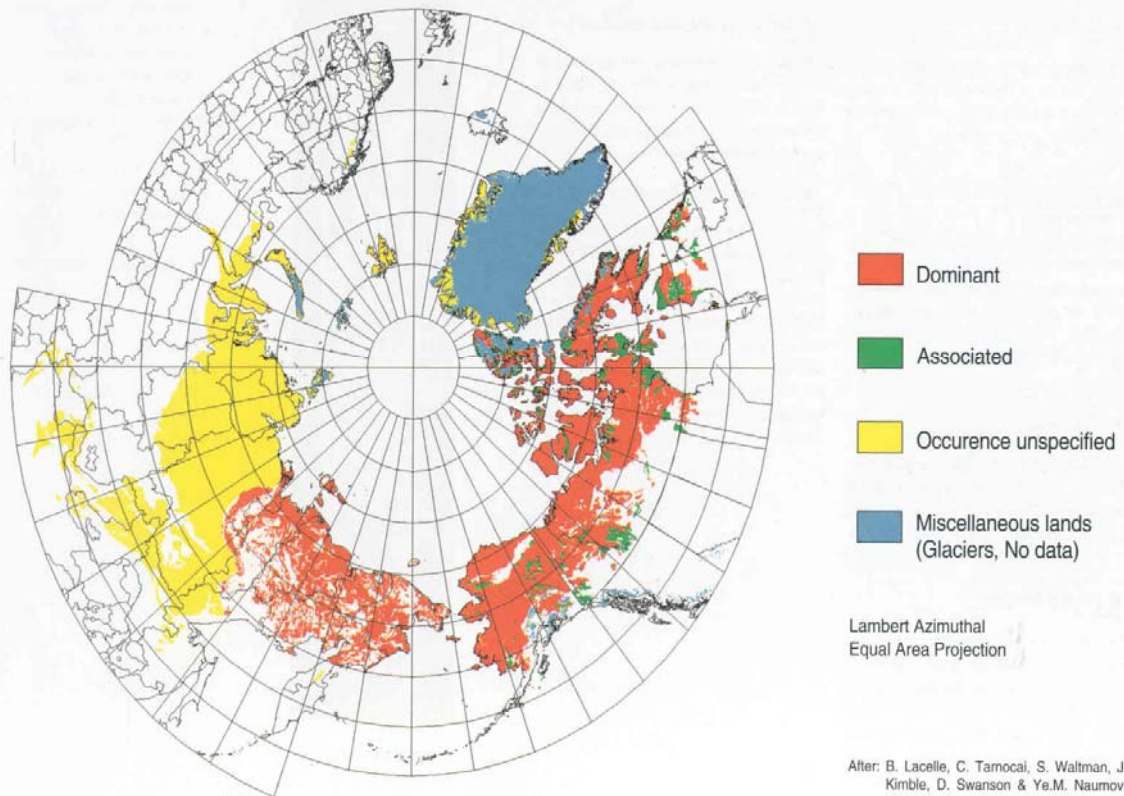 Dominant
Associated
Occurence unspecified
Miscellaneous lands
(Glaciers, No data)
Lambert Azimuthal
Equal Area Projection
After: B. Lacelle, C. Tarnocai, S. Waltman, J.
Kimble, D. Swanson & Ye.M. Naumov